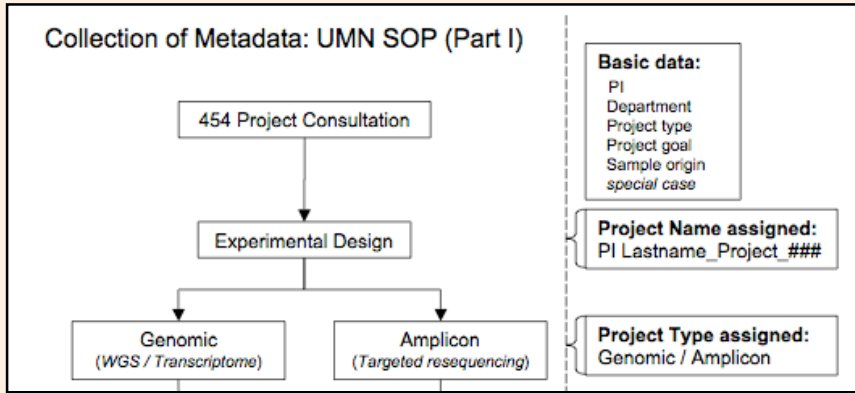 Collection of Metadata: UMN SOP (Part I)
454 Project Consultation
Experimental Design
Genomic
(WGS / Transcriptome)
Amplicon
(Targeted resequencing)
Basic data:
PI
Department
Project type
Project goal
Sample origin
special case
Project Name assigned:
PI Lastname_Project_###
Project Type assigned:
Genomic / Amplicon